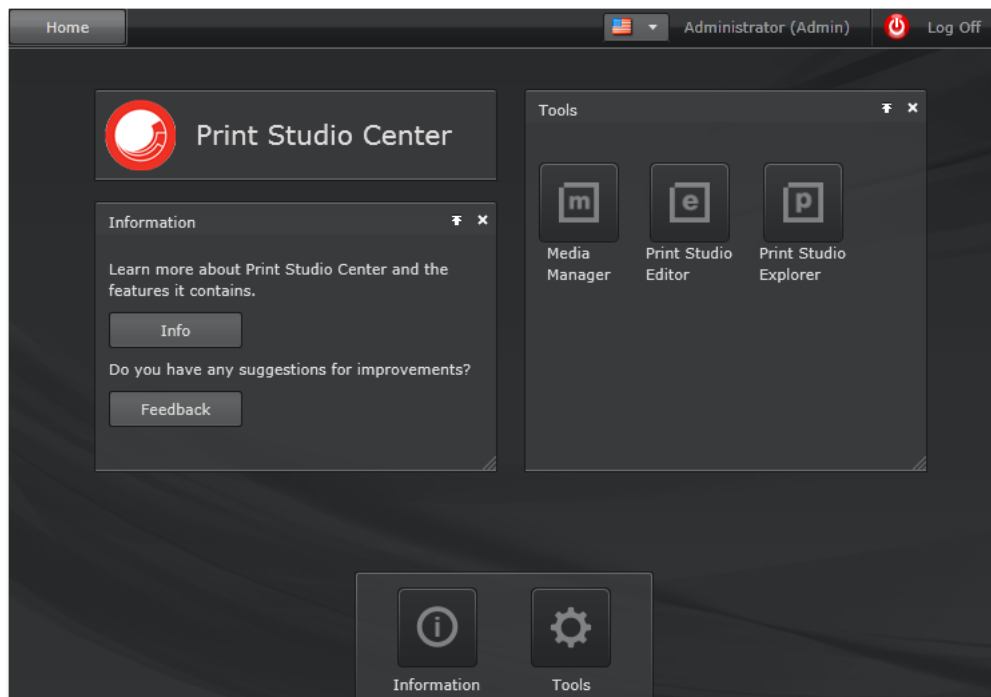 Home
Administrator (Admin)
Log Off
Print Studio Center
Information
Learn more about Print Studio Center and the
features it contains.
Info
Do you have any suggestions for improvements?
Feedback
Tools
m
e
p
Media
Manager
Print Studio
Editor
Print Studio
Explorer
Information
Tools